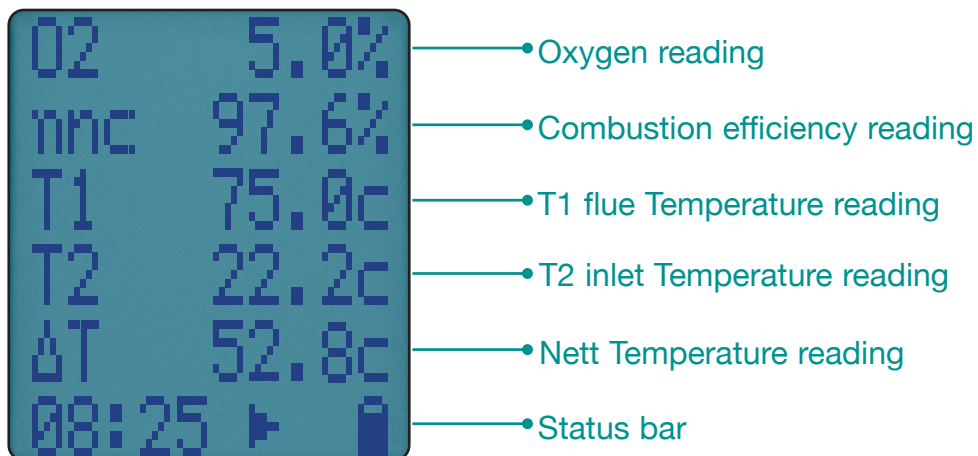 O2 5.0% Oxygen reading
nnc 97.6% Combustion efficiency reading
T1 75.0c T1 flue Temperature reading
T2 22.2c T2 inlet Temperature reading
ΔT 52.8c Nett Temperature reading
08:25 Status bar